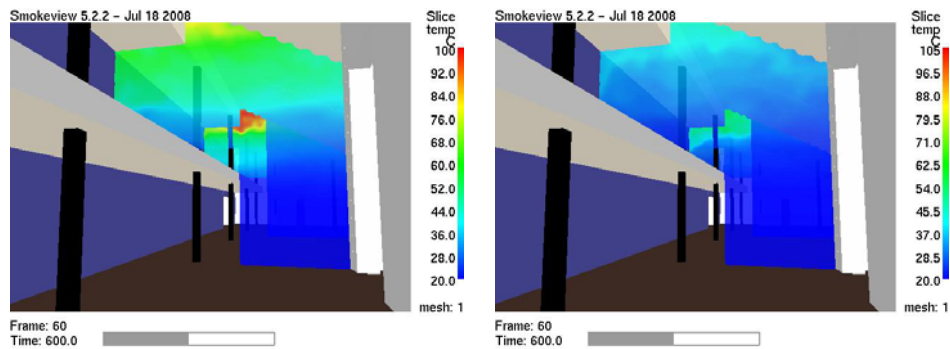 Smokeview 5.2.2 - Jul 18 2008
Slice
temp
C
100
92.0
84.0
76.0
68.0
60.0
52.0
44.0
36.0
28.0
20.0
mesh: 1
Frame: 60
Time: 600.0
Smokeview 5.2.2 - Jul 18 2008
Slice
temp
C
105
96.5
88.0
79.5
71.0
62.5
54.0
45.5
37.0
28.5
20.0
mesh: 1
Frame: 60
Time: 600.0